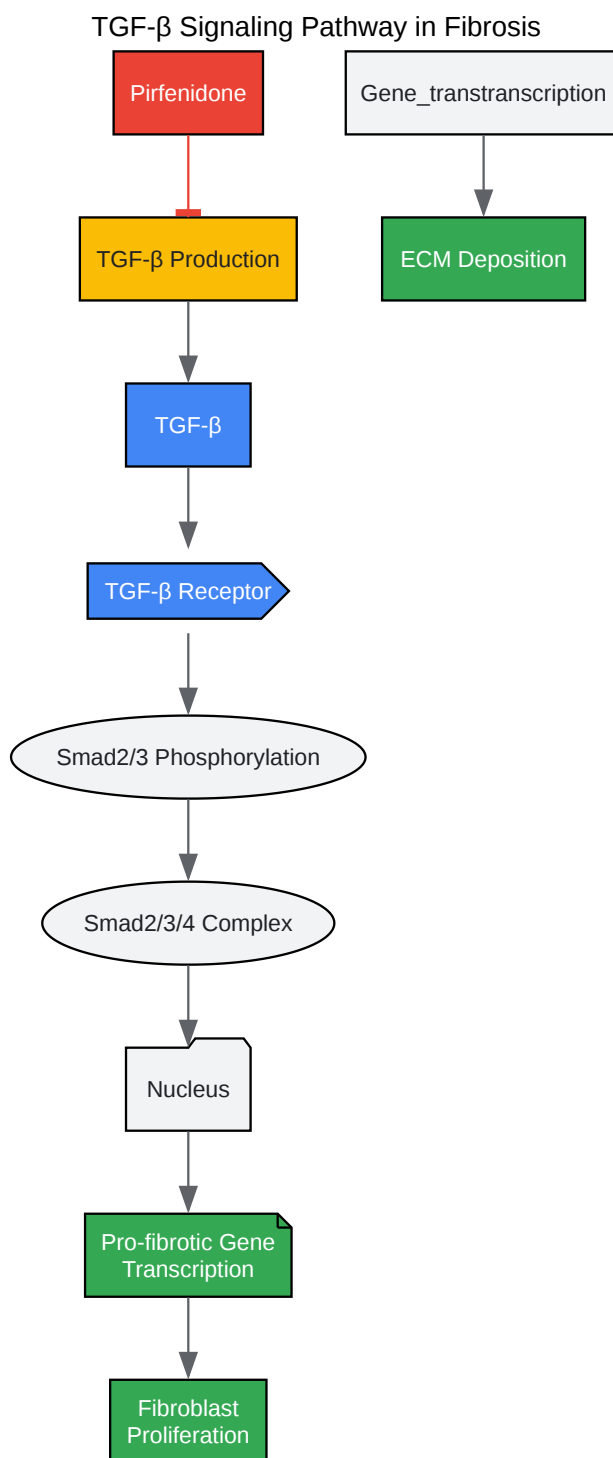 TGF-β Signaling Pathway in Fibrosis
Pirfenidone
Gene_transtranscription
TGF-β Production
ECM Deposition
TGF-β
TGF-β Receptor
Smad2/3 Phosphorylation
Smad2/3/4 Complex
Nucleus
Pro-fibrotic Gene
Transcription
Fibroblast
Proliferation